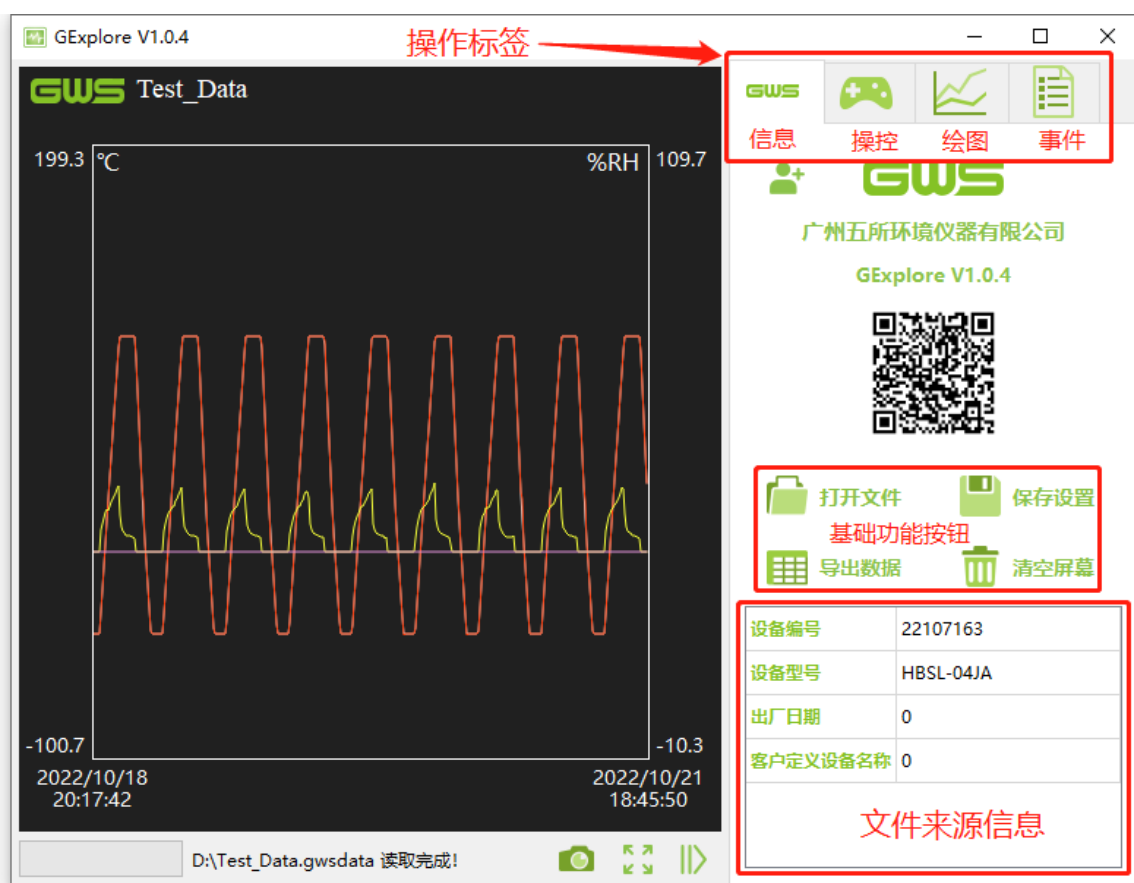 GExplore V1.0.4
操作标签
GWS Test_Data
GWS
信息 操控 绘图 事件
199.3 ℃ %RH 109.7
GWS
广州五所环境仪器有限公司
GExplore V1.0.4
打开文件 保存设置
基础功能按钮
导出数据 清空屏幕
设备编号 22107163
设备型号 HBSL-04JA
出厂日期 0
客户定义设备名称 0
文件来源信息
-100.7 -10.3
2022/10/18 2022/10/21
20:17:42 18:45:50
D:\Test_Data.gwsdata 读取完成!